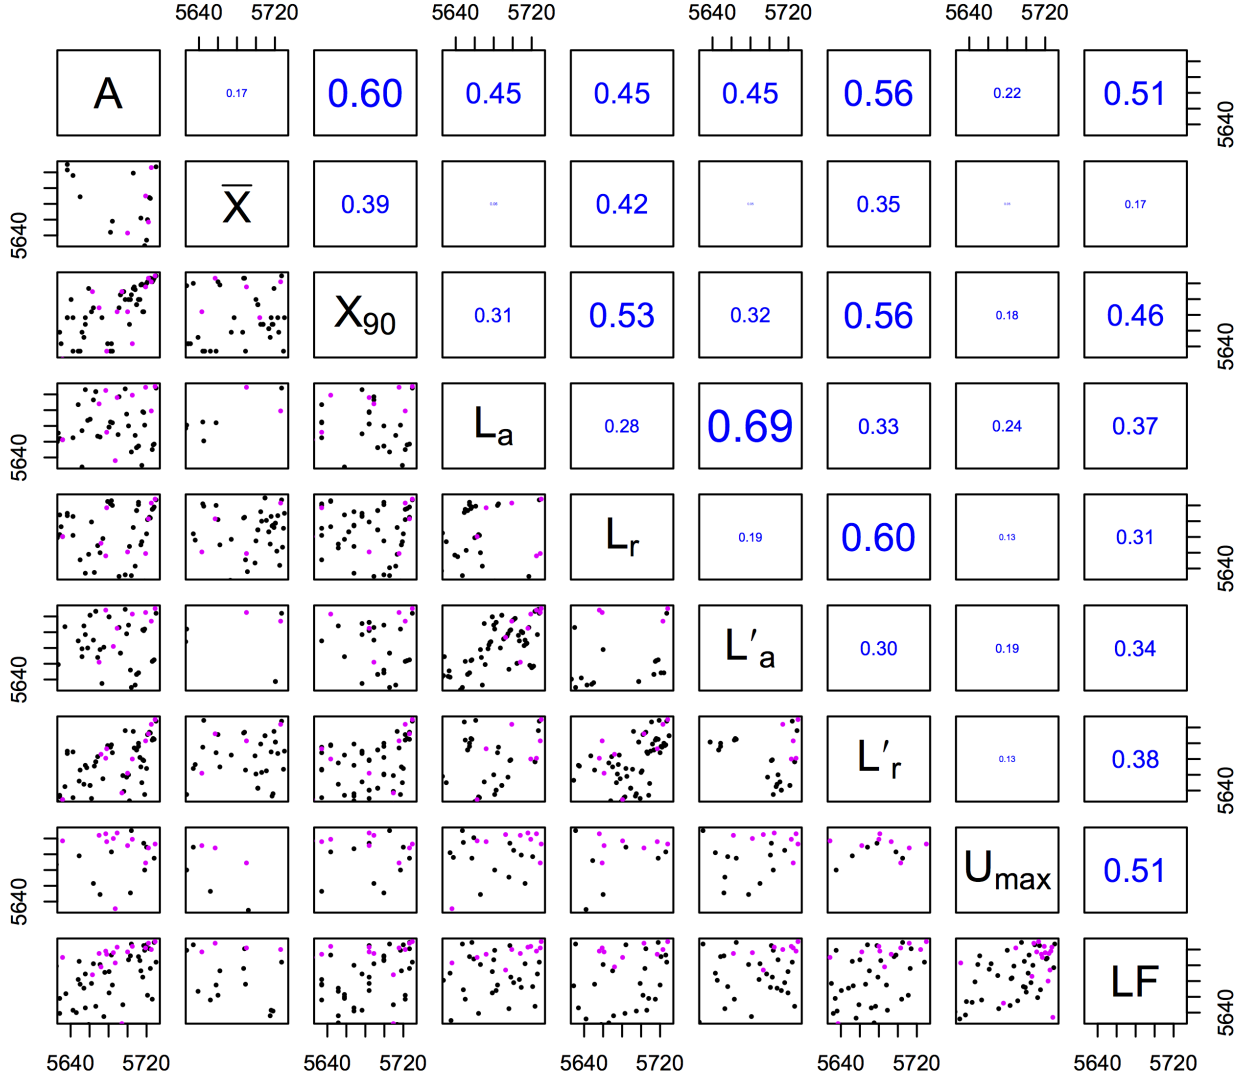 5640 5720 5640 5720 5640 5720
A 0.17 0.60 0.45 0.45 0.45 0.56 0.22 0.51 5640
5640 X̅ 0.39 0.42 0.35 0.17
X₉₀ 0.31 0.53 0.32 0.56 0.18 0.46 5640
5640 Lₐ 0.28 0.69 0.33 0.24 0.37
Lᵣ 0.19 0.60 0.13 0.31 5640
5640 L′ₐ 0.30 0.19 0.34
L′ᵣ 0.13 0.38 5640
5640 Uₘₐₓ 0.51
LF 5640
5640 5720 5640 5720 5640 5720 5640 5720 5640 5720